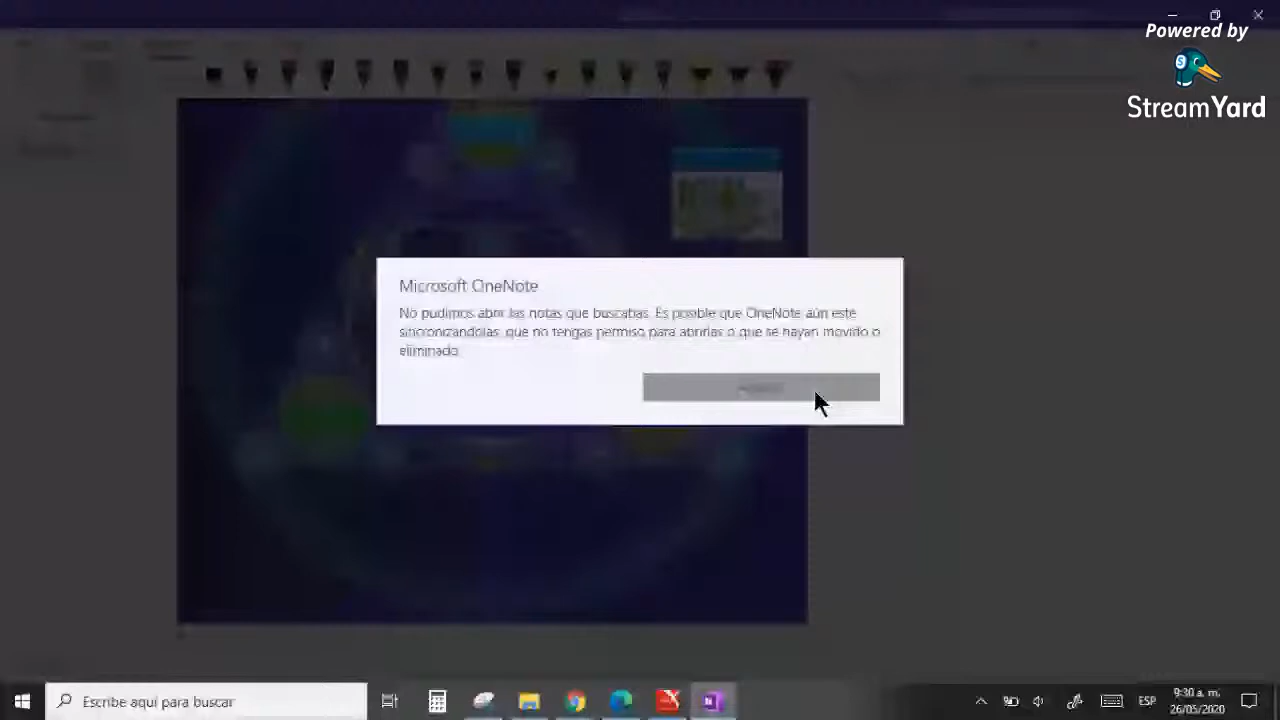 Powered by
StreamYard
Microsoft OneNote
No pudimos abrir las notas que buscabas. Es posible que OneNote aún esté
sincronizándolas, que no tengas permiso para abrirlas o que se hayan movido o
eliminado.
Escribe aquí para buscar
ESP
9:30 a. m.
26/05/2020